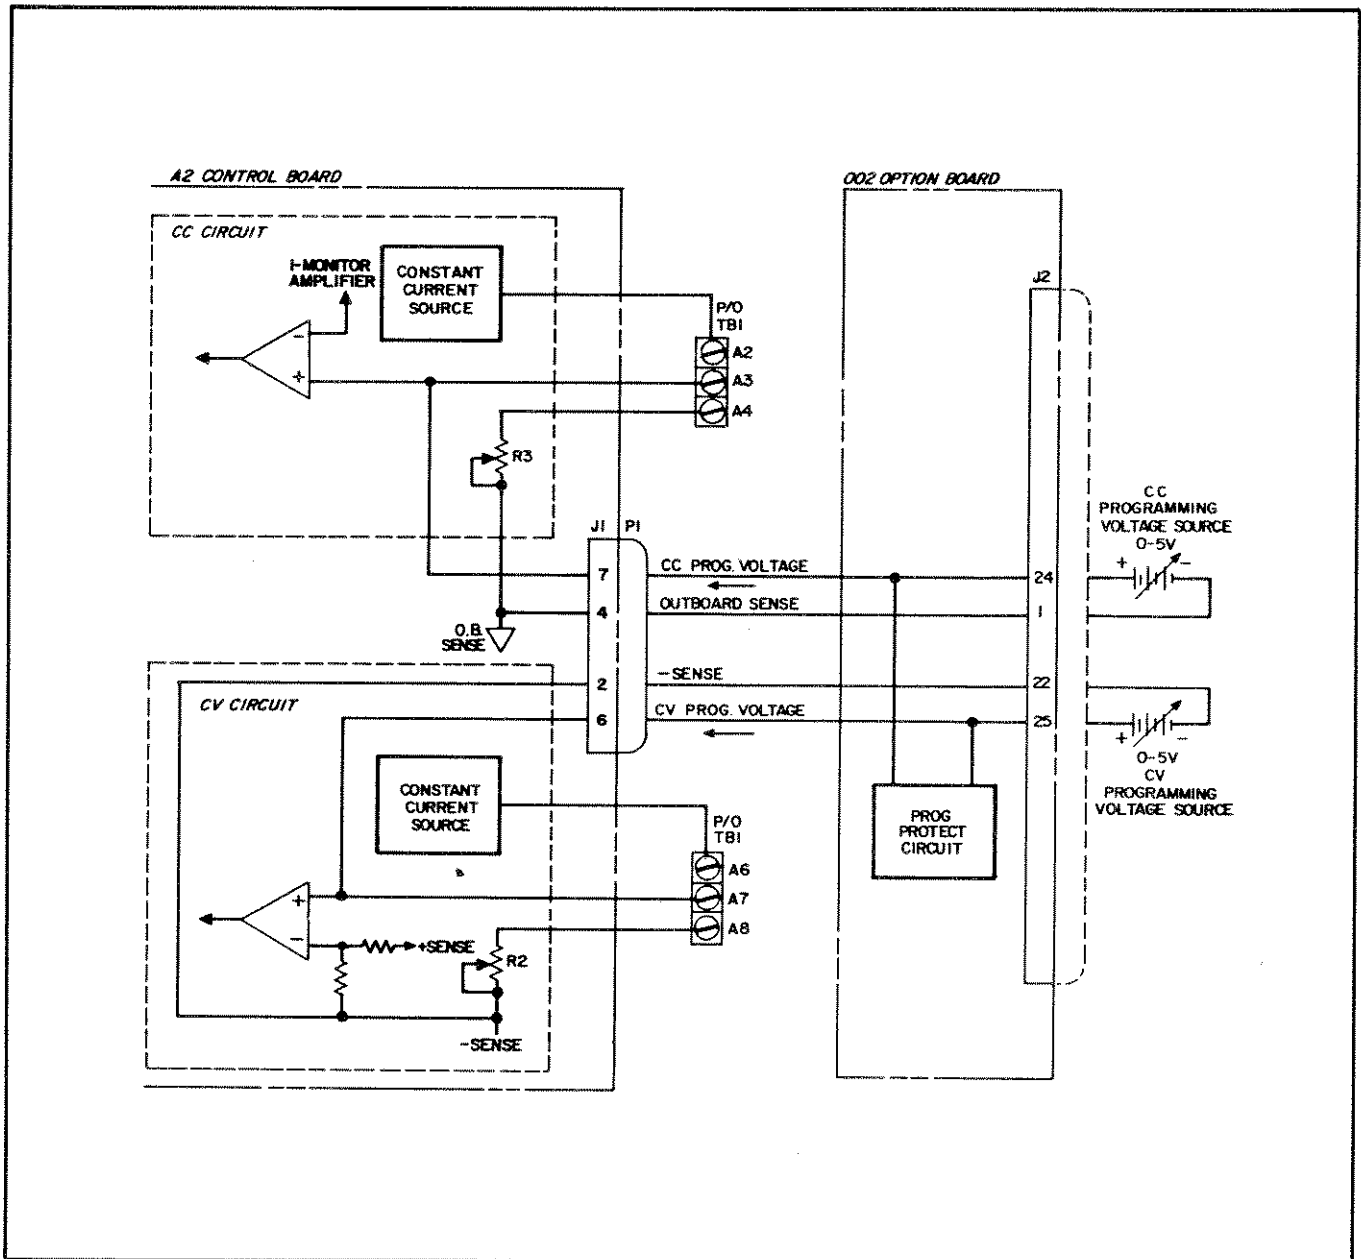 A2 CONTROL BOARD
CC CIRCUIT
I-MONITOR
AMPLIFIER
CONSTANT
CURRENT
SOURCE
P/O
TB1
A2
A3
A4
-
+
R3
J1 P1
7
4
2
6
O.B.
SENSE
CC PROG. VOLTAGE
OUTBOARD SENSE
-SENSE
CV PROG. VOLTAGE
CV CIRCUIT
CONSTANT
CURRENT
SOURCE
P/O
TB1
A6
A7
A8
+
-
+SENSE
R2
-SENSE
002 OPTION BOARD
J2
24
1
22
25
PROG
PROTECT
CIRCUIT
CC
PROGRAMMING
VOLTAGE SOURCE
0-5V
+ -
+ -
0-5V
CV
PROGRAMMING
VOLTAGE SOURCE